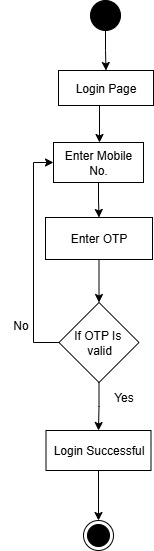 Login Page
Enter Mobile
No.
Enter OTP
If OTP Is
valid
No
Yes
Login Successful